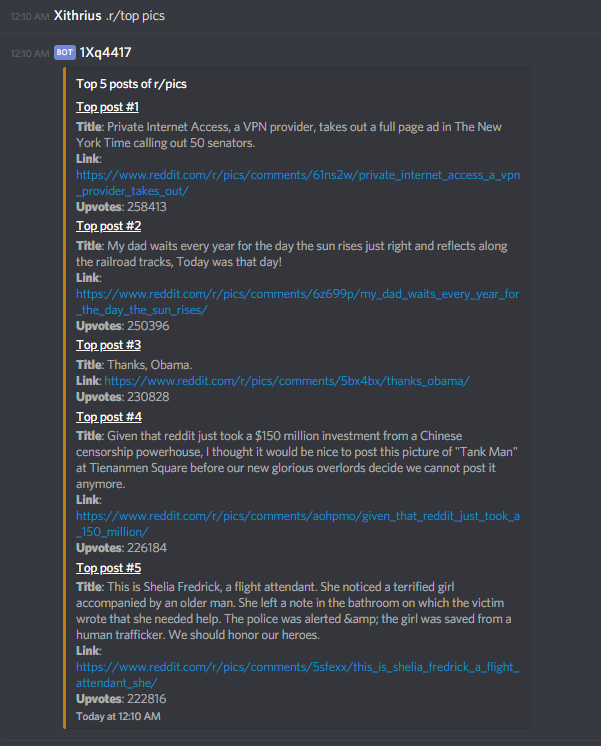 12:10 AM Xithrius .r/top pics
12:10 AM BOT 1Xq4417
Top 5 posts of r/pics
Top post #1
Title: Private Internet Access, a VPN provider, takes out a full page ad in The New
York Time calling out 50 senators.
Link:
https://www.reddit.com/r/pics/comments/61ns2w/private_internet_access_a_vpn
_provider_takes_out/
Upvotes: 258413
Top post #2
Title: My dad waits every year for the day the sun rises just right and reflects along
the railroad tracks, Today was that day!
Link:
https://www.reddit.com/r/pics/comments/6z699p/my_dad_waits_every_year_for
_the_day_the_sun_rises/
Upvotes: 250396
Top post #3
Title: Thanks, Obama.
Link: https://www.reddit.com/r/pics/comments/5bx4bx/thanks_obama/
Upvotes: 230828
Top post #4
Title: Given that reddit just took a $150 million investment from a Chinese
censorship powerhouse, I thought it would be nice to post this picture of "Tank Man"
at Tienanmen Square before our new glorious overlords decide we cannot post it
anymore.
Link:
https://www.reddit.com/r/pics/comments/aohpmo/given_that_reddit_just_took_a
_150_million/
Upvotes: 226184
Top post #5
Title: This is Shelia Fredrick, a flight attendant. She noticed a terrified girl
accompanied by an older man. She left a note in the bathroom on which the victim
wrote that she needed help. The police was alerted &amp; the girl was saved from a
human trafficker. We should honor our heroes.
Link:
https://www.reddit.com/r/pics/comments/5sfexx/this_is_shelia_fredrick_a_flight_
attendant_she/
Upvotes: 222816
Today at 12:10 AM